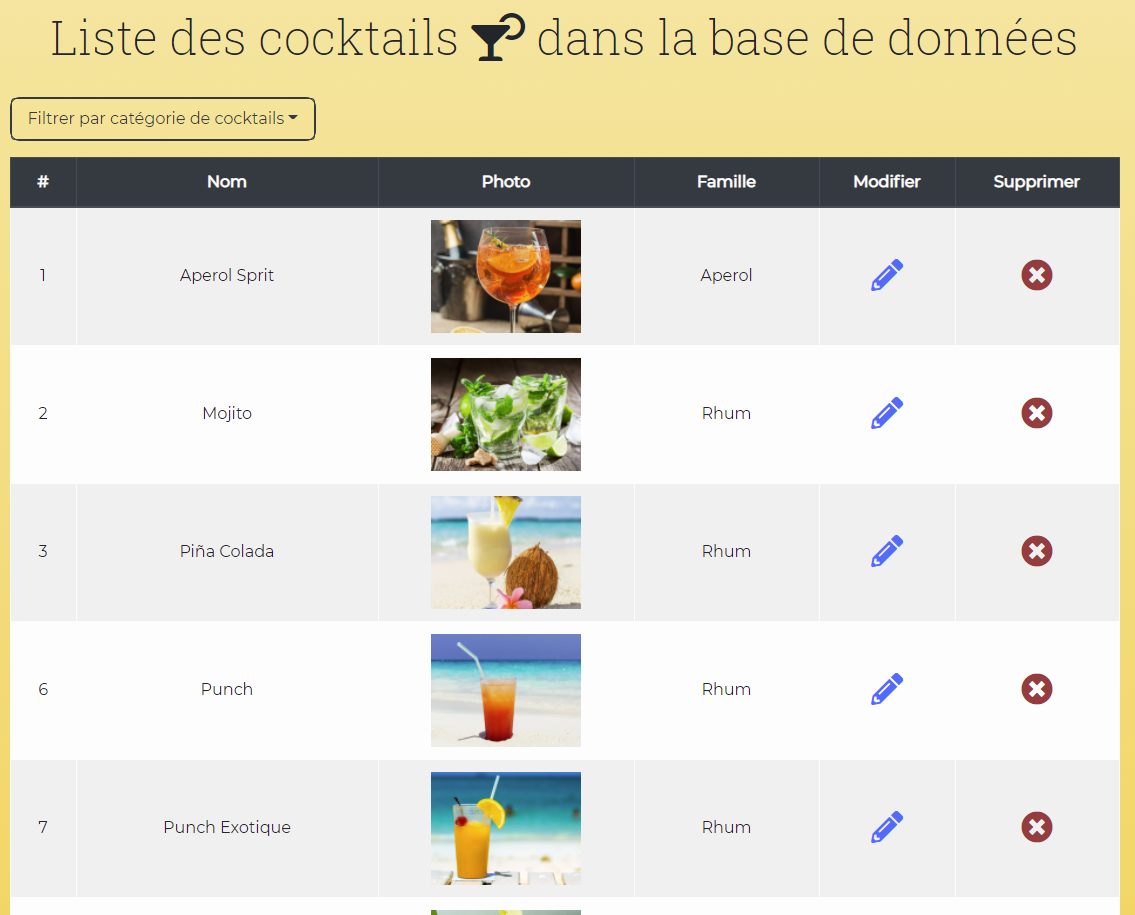 Liste des cocktails dans la base de données
Filtrer par catégorie de cocktails
# Nom Photo Famille Modifier Supprimer
1 Aperol Sprit Aperol
2 Mojito Rhum
3 Piña Colada Rhum
6 Punch Rhum
7 Punch Exotique Rhum